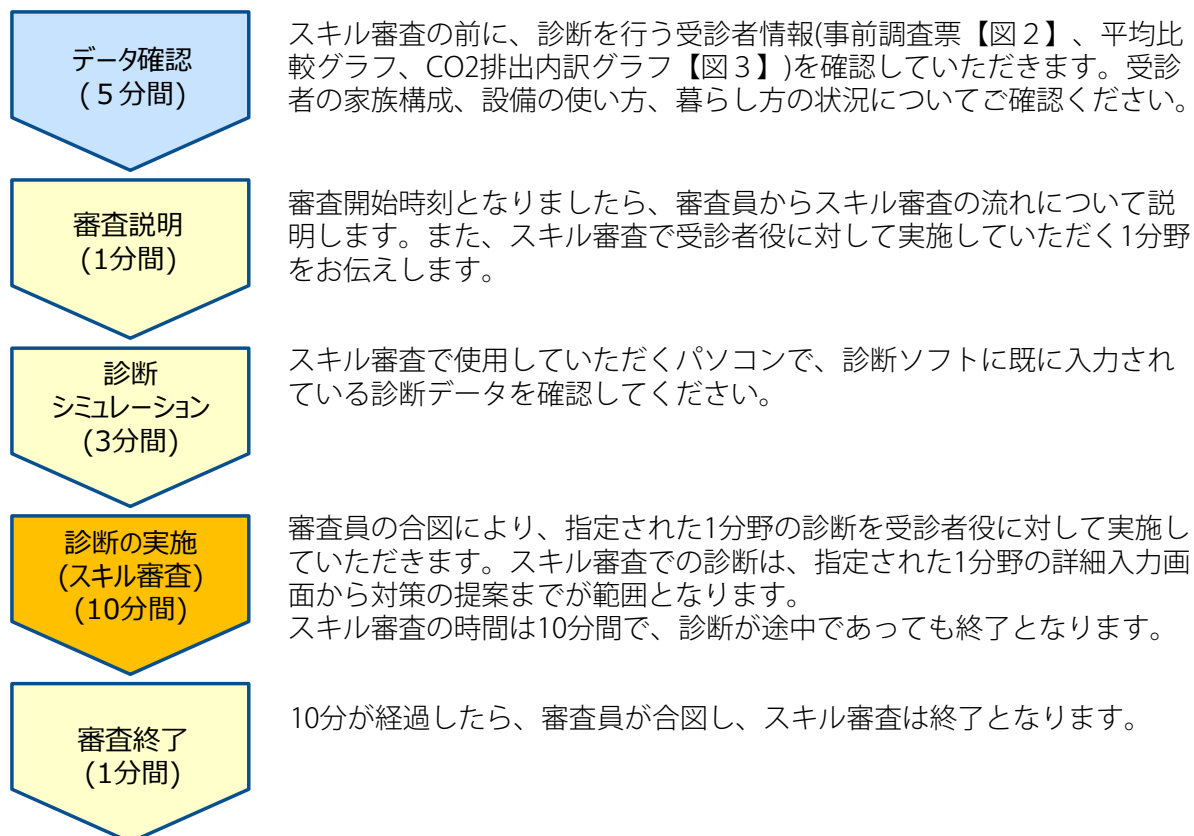 データ確認
(５分間)
スキル審査の前に、診断を行う受診者情報(事前調査票【図２】、平均比
較グラフ、CO2排出内訳グラフ【図３】)を確認していただきます。受診
者の家族構成、設備の使い方、暮らし方の状況についてご確認ください。
審査説明
(1分間)
審査開始時刻となりましたら、審査員からスキル審査の流れについて説
明します。また、スキル審査で受診者役に対して実施していただく1分野
をお伝えします。
診断
シミュレーション
(3分間)
スキル審査で使用していただくパソコンで、診断ソフトに既に入力され
ている診断データを確認してください。
診断の実施
(スキル審査)
(10分間)
審査員の合図により、指定された1分野の診断を受診者役に対して実施し
ていただきます。スキル審査での診断は、指定された1分野の詳細入力画
面から対策の提案までが範囲となります。
スキル審査の時間は10分間で、診断が途中であっても終了となります。
審査終了
(1分間)
10分が経過したら、審査員が合図し、スキル審査は終了となります。